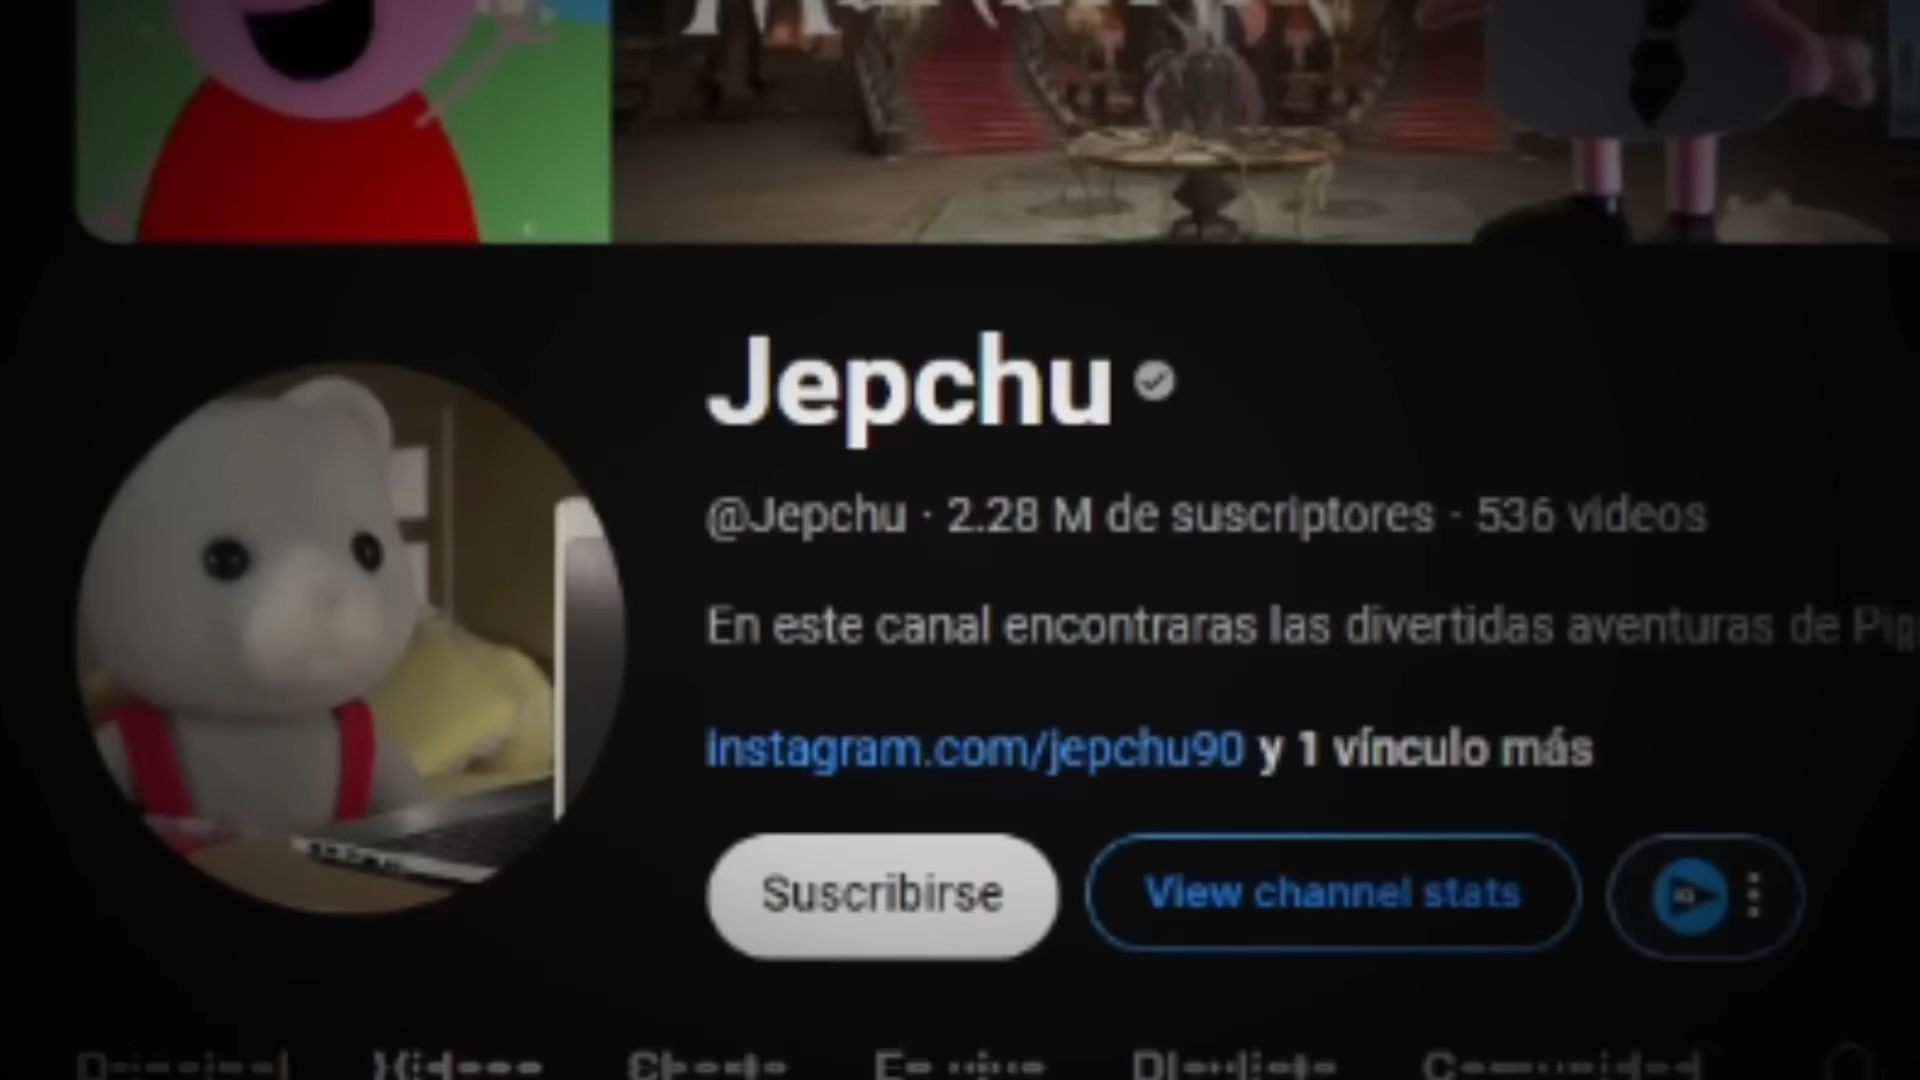 Jepchu
@Jepchu · 2.28 M de suscriptores · 536 videos
En este canal encontraras las divertidas aventuras de
instagram.com/jepchu90 y 1 vínculo más
Suscribirse
View channel stats